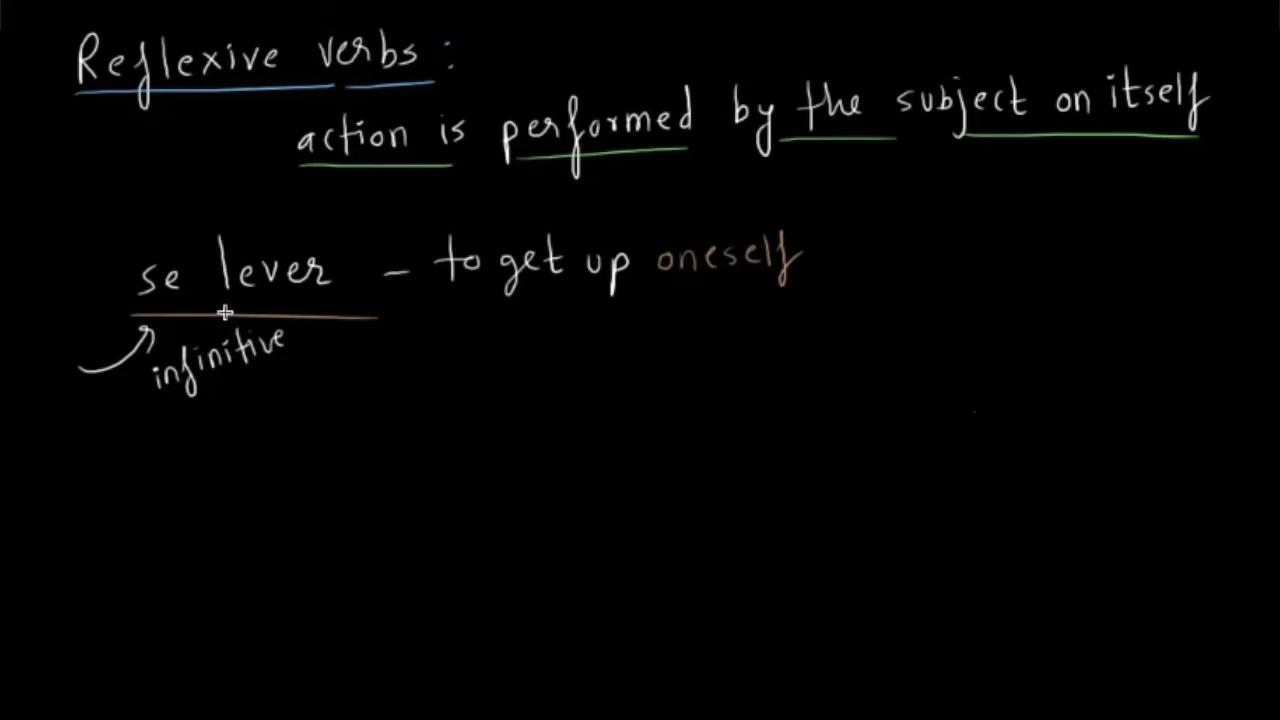 Reflexive verbs :
action is performed by the subject on itself
se lever – to get up oneself
infinitive